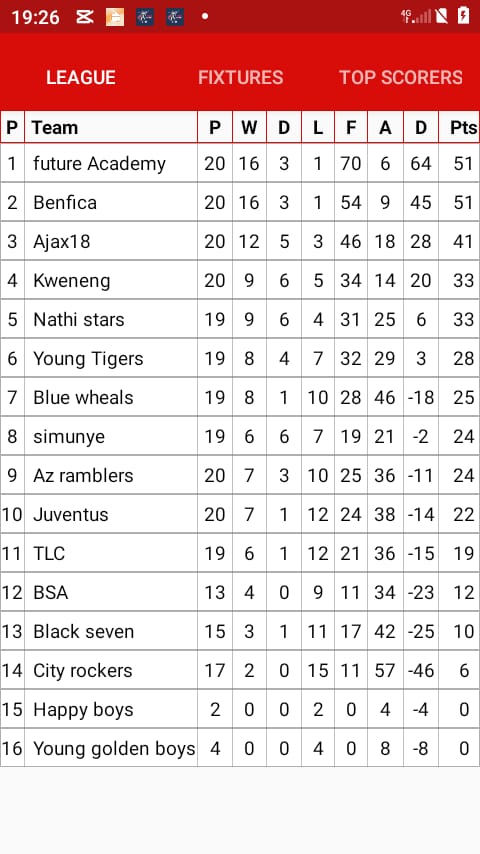 19:26
4G
LEAGUE FIXTURES TOP SCORERS
P Team P W D L F A D Pts
1 future Academy 20 16 3 1 70 6 64 51
2 Benfica 20 16 3 1 54 9 45 51
3 Ajax18 20 12 5 3 46 18 28 41
4 Kweneng 20 9 6 5 34 14 20 33
5 Nathi stars 19 9 6 4 31 25 6 33
6 Young Tigers 19 8 4 7 32 29 3 28
7 Blue wheals 19 8 1 10 28 46 -18 25
8 simunye 19 6 6 7 19 21 -2 24
9 Az ramblers 20 7 3 10 25 36 -11 24
10 Juventus 20 7 1 12 24 38 -14 22
11 TLC 19 6 1 12 21 36 -15 19
12 BSA 13 4 0 9 11 34 -23 12
13 Black seven 15 3 1 11 17 42 -25 10
14 City rockers 17 2 0 15 11 57 -46 6
15 Happy boys 2 0 0 2 0 4 -4 0
16 Young golden boys 4 0 0 4 0 8 -8 0